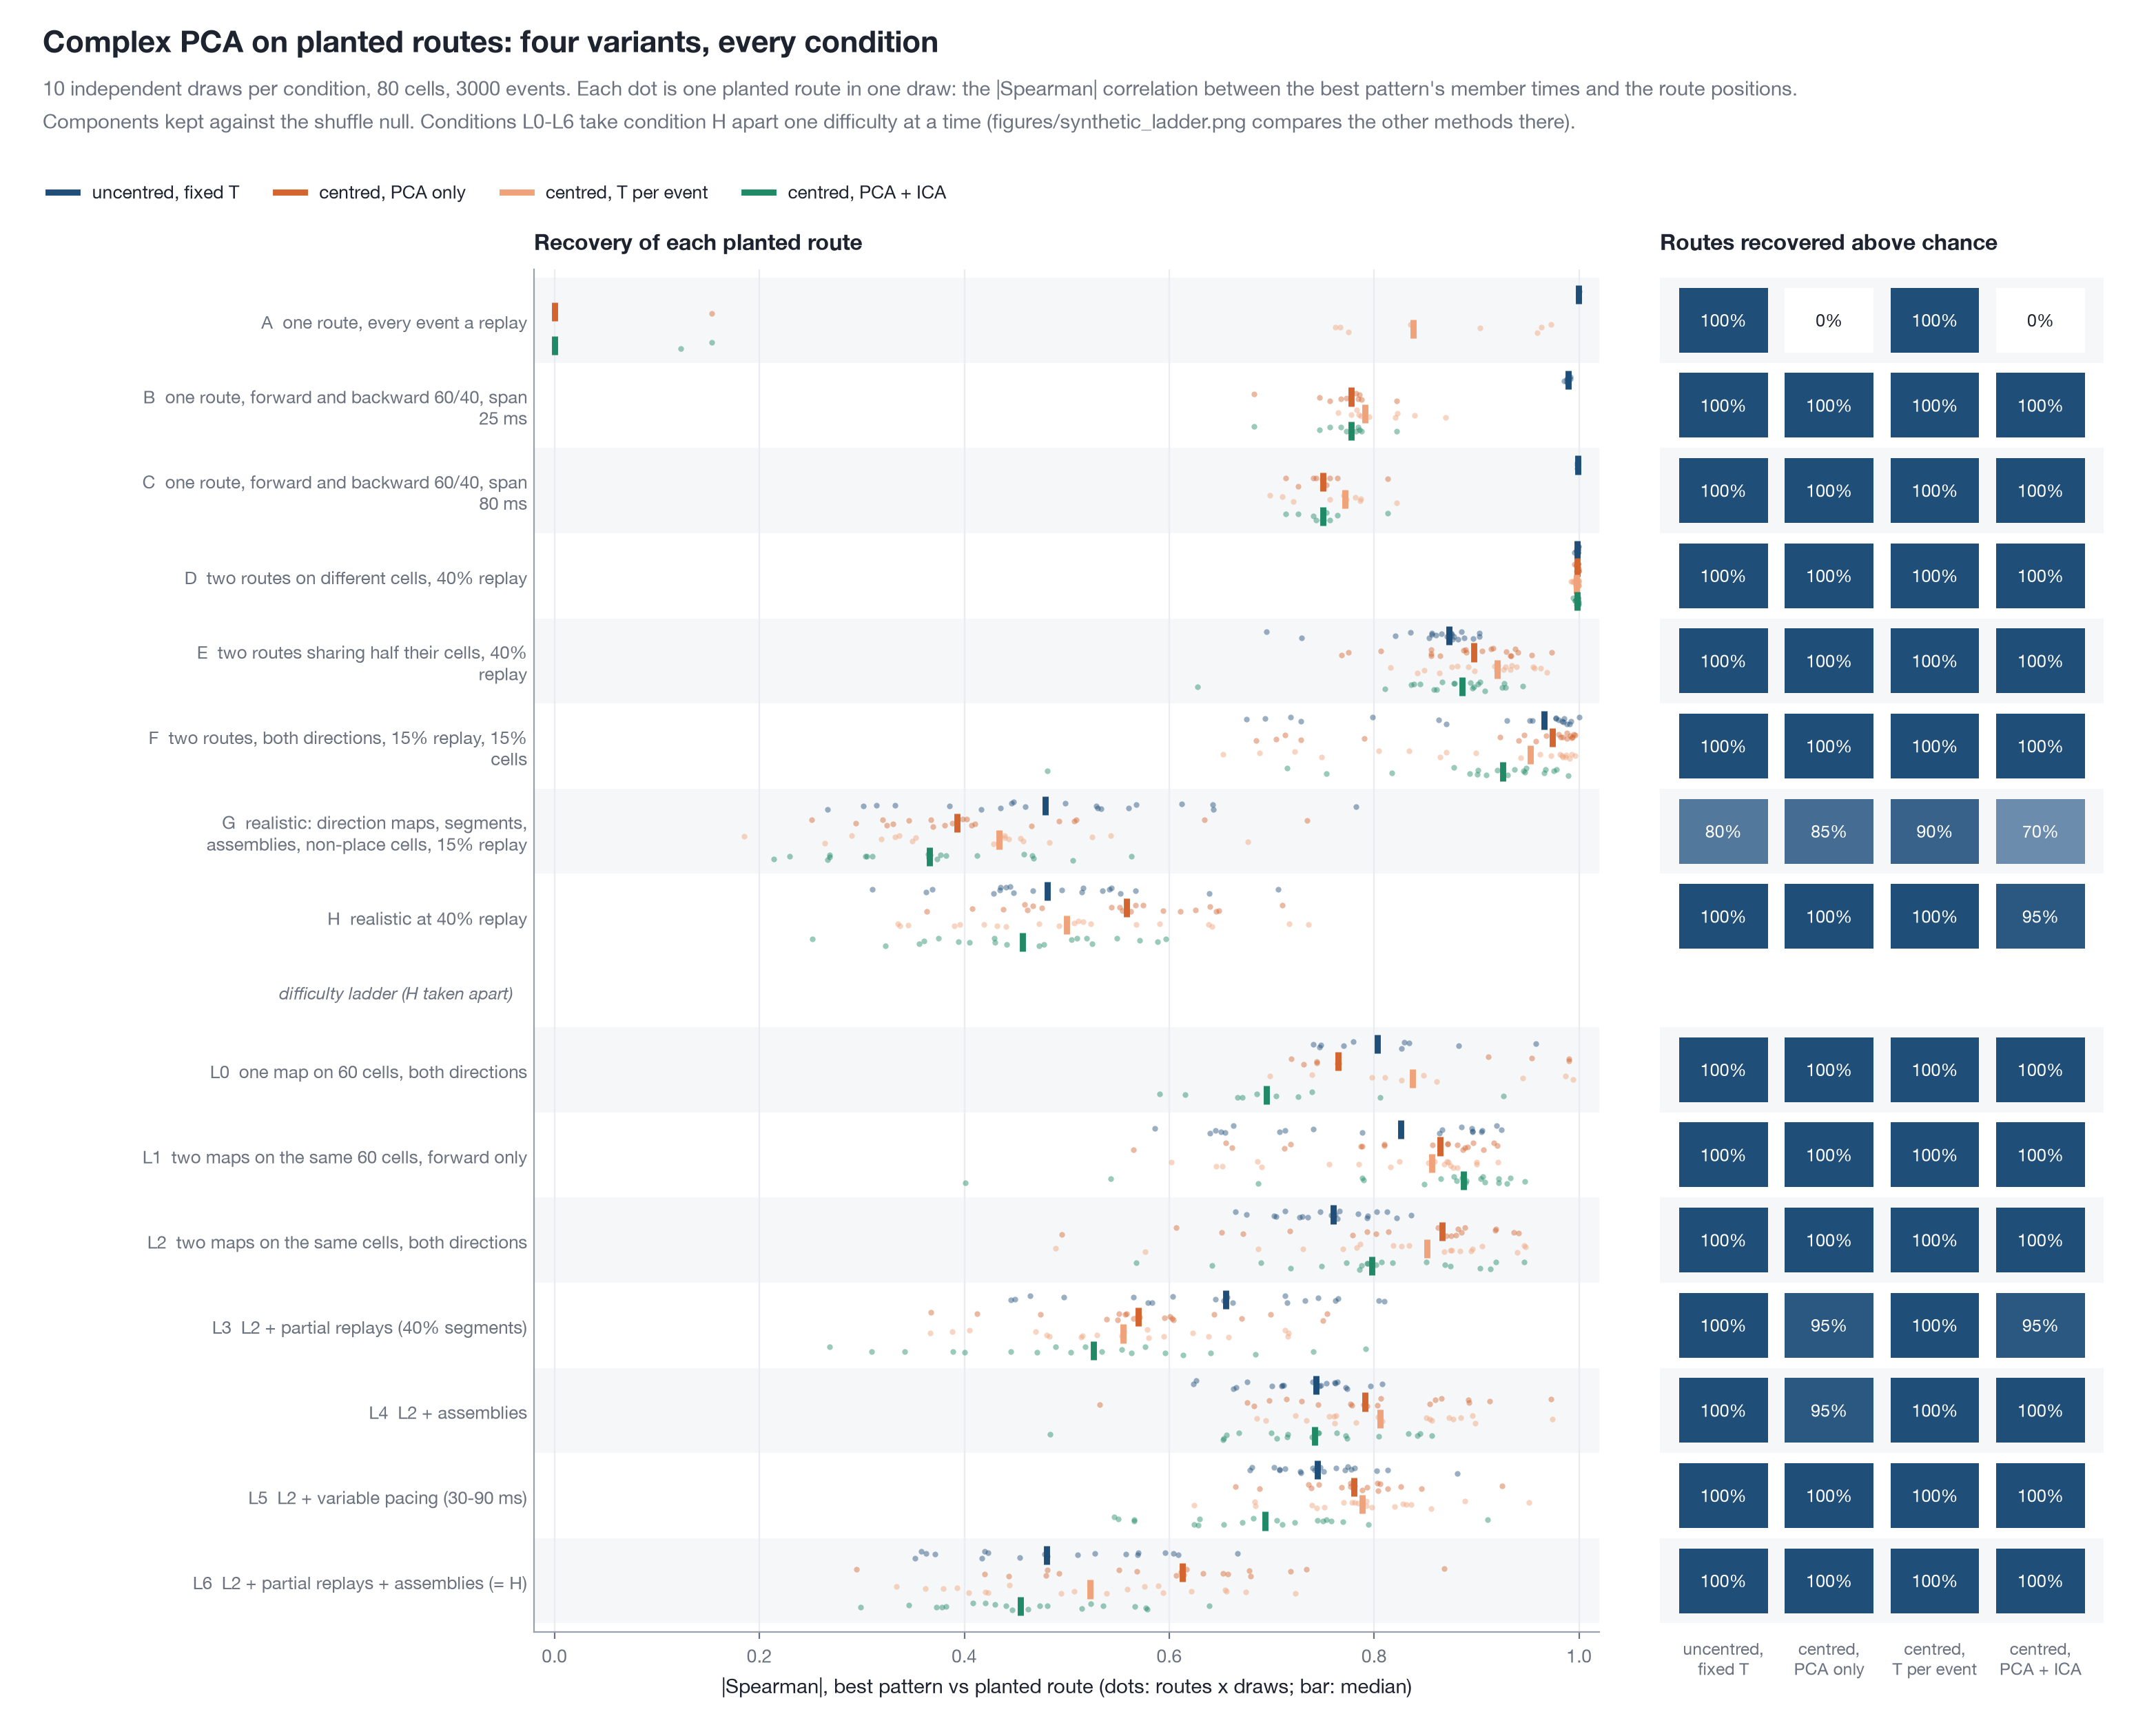 Complex PCA on planted routes: four variants, every condition
10 independent draws per condition, 80 cells, 3000 events. Each dot is one planted route in one draw: the |Spearman| correlation between the best pattern's member times and the route positions.
Components kept against the shuffle null. Conditions L0-L6 take condition H apart one difficulty at a time (figures/synthetic_ladder.png compares the other methods there).
uncentred, fixed T
centred, PCA only
centred, T per event
centred, PCA + ICA
Recovery of each planted route
Routes recovered above chance
A one route, every event a replay
100% 0% 100% 0%
B one route, forward and backward 60/40, span
25 ms
100% 100% 100% 100%
C one route, forward and backward 60/40, span
80 ms
100% 100% 100% 100%
D two routes on different cells, 40% replay
100% 100% 100% 100%
E two routes sharing half their cells, 40%
replay
100% 100% 100% 100%
F two routes, both directions, 15% replay, 15%
cells
100% 100% 100% 100%
G realistic: direction maps, segments,
assemblies, non-place cells, 15% replay
80% 85% 90% 70%
H realistic at 40% replay
100% 100% 100% 95%
difficulty ladder (H taken apart)
L0 one map on 60 cells, both directions
100% 100% 100% 100%
L1 two maps on the same 60 cells, forward only
100% 100% 100% 100%
L2 two maps on the same cells, both directions
100% 100% 100% 100%
L3 L2 + partial replays (40% segments)
100% 95% 100% 95%
L4 L2 + assemblies
100% 95% 100% 100%
L5 L2 + variable pacing (30-90 ms)
100% 100% 100% 100%
L6 L2 + partial replays + assemblies (= H)
100% 100% 100% 100%
0.0 0.2 0.4 0.6 0.8 1.0
|Spearman|, best pattern vs planted route (dots: routes x draws; bar: median)
uncentred,
fixed T
centred,
PCA only
centred,
T per event
centred,
PCA + ICA